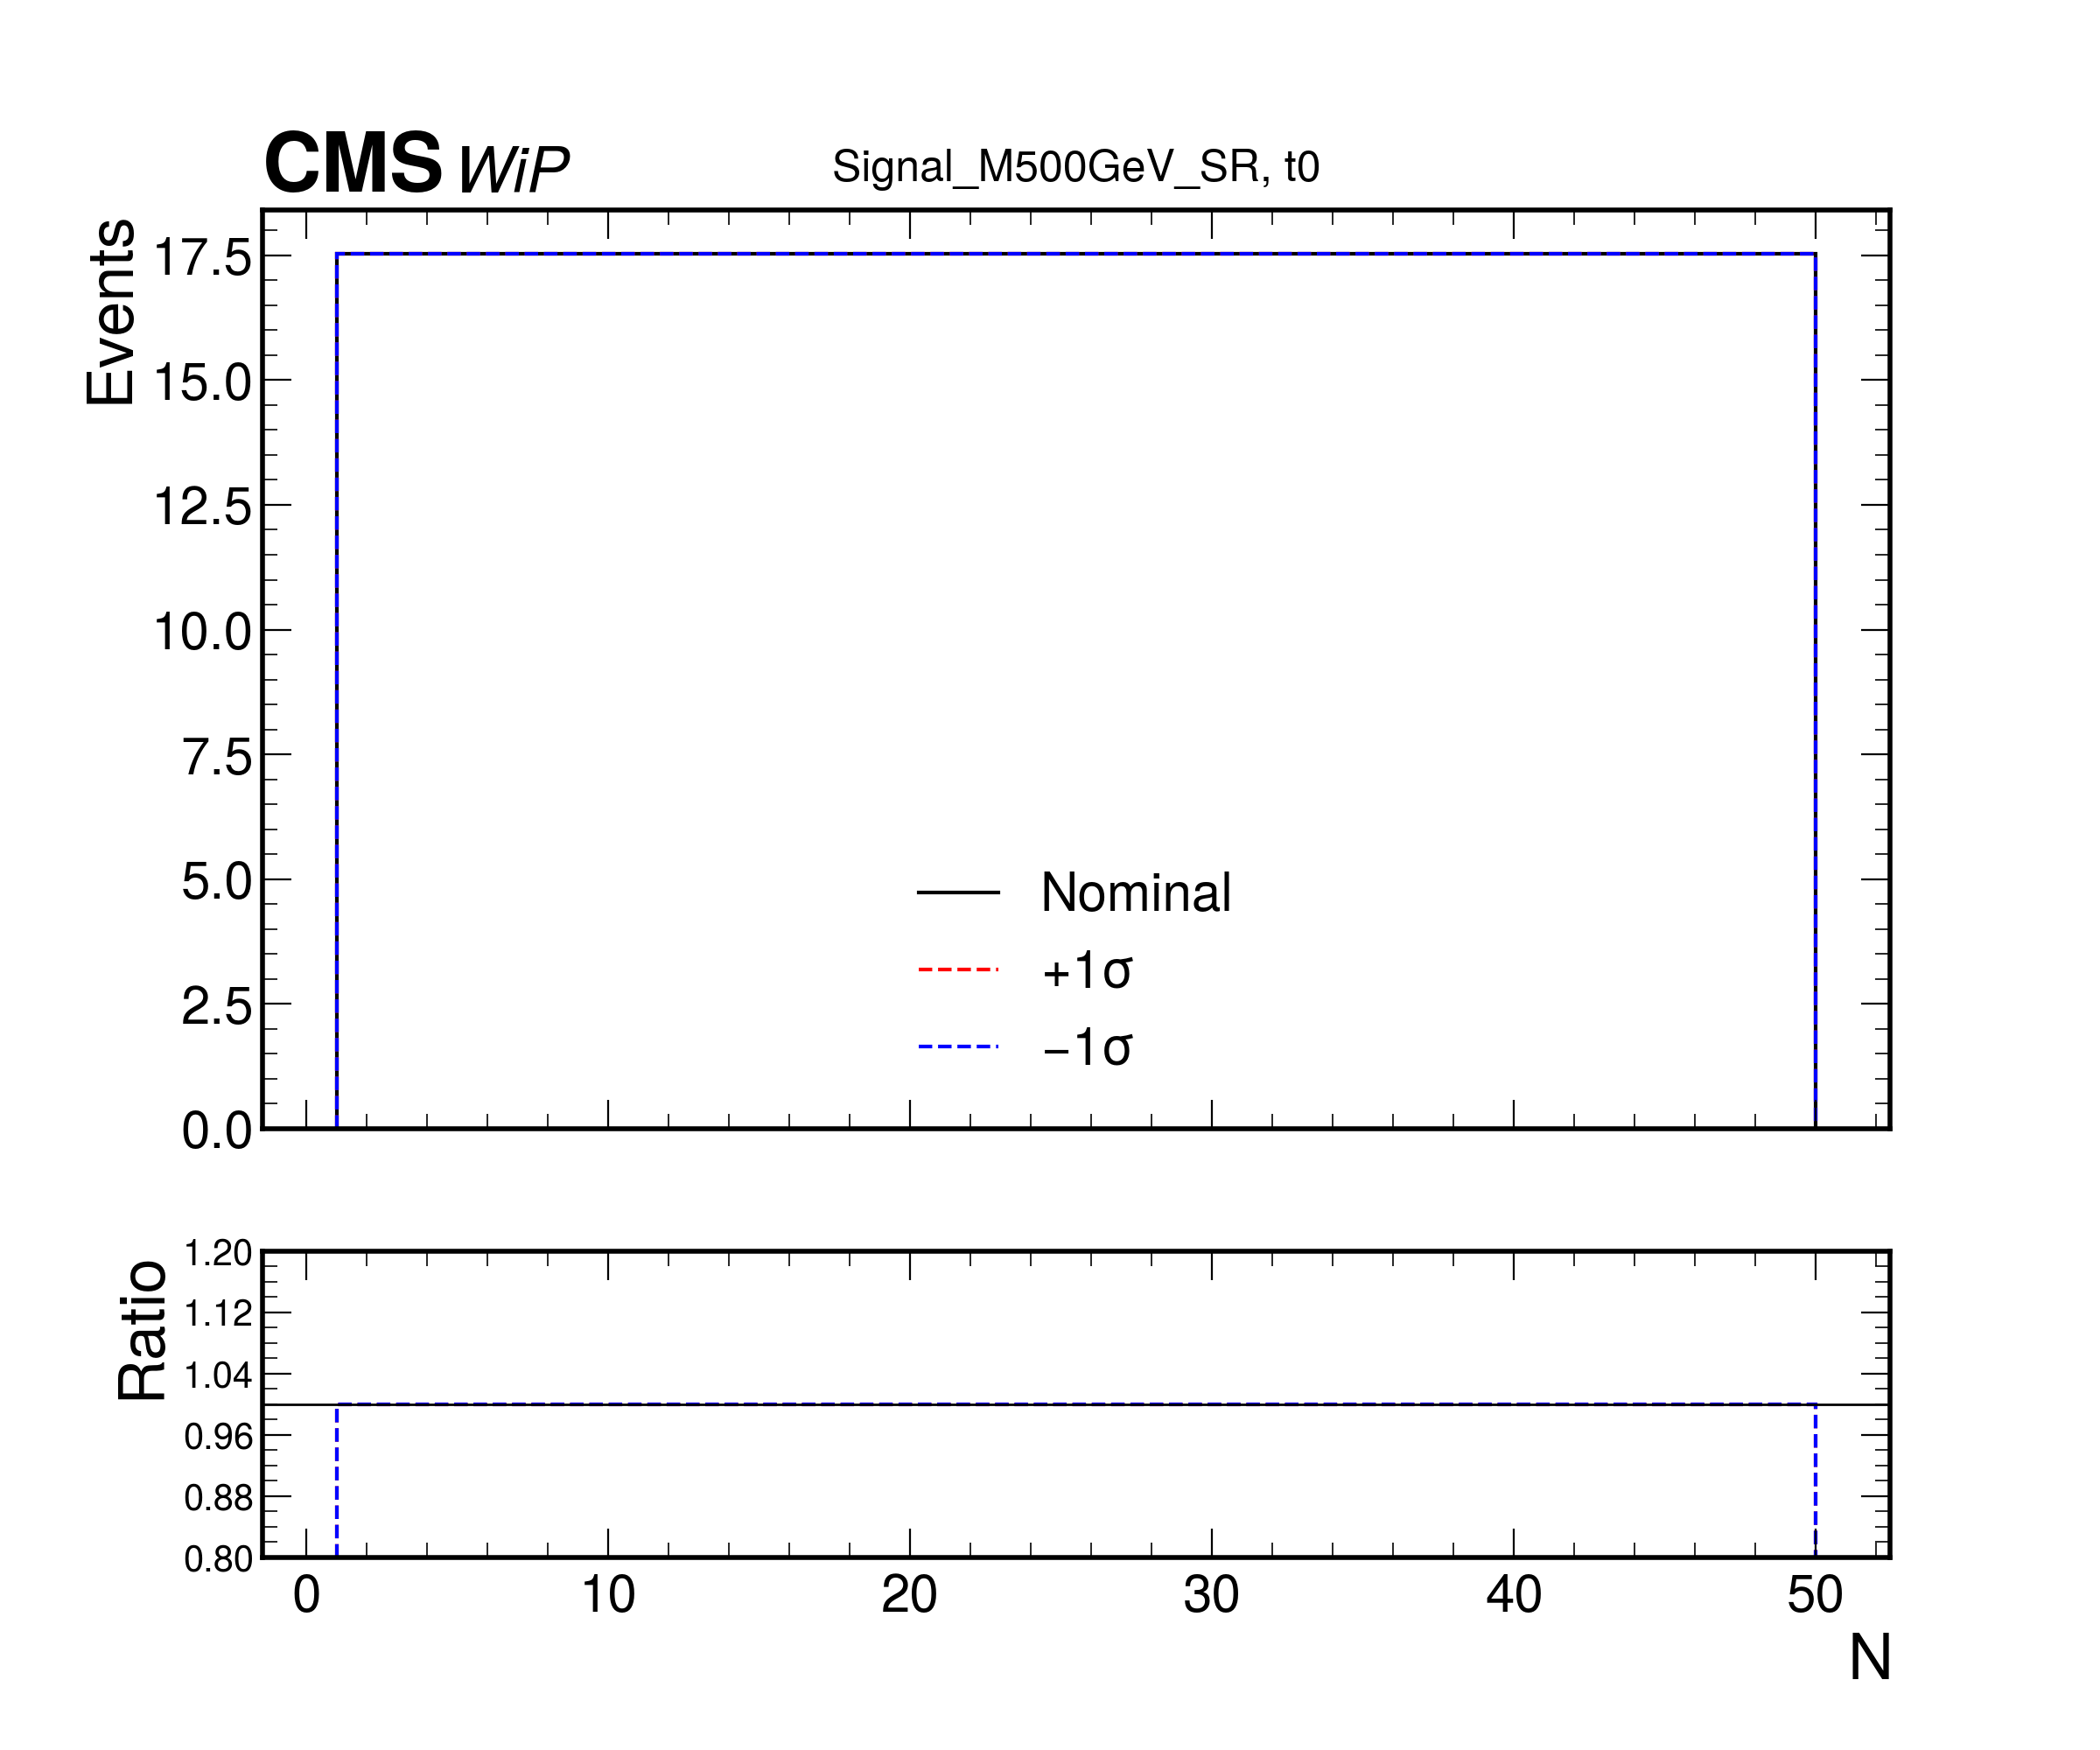 CMS WiP
Signal_M500GeV_SR, t0
Events
17.5
15.0
12.5
10.0
7.5
5.0
2.5
0.0
Nominal
+1σ
−1σ
Ratio
1.20
1.12
1.04
0.96
0.88
0.80
0 10 20 30 40 50
N